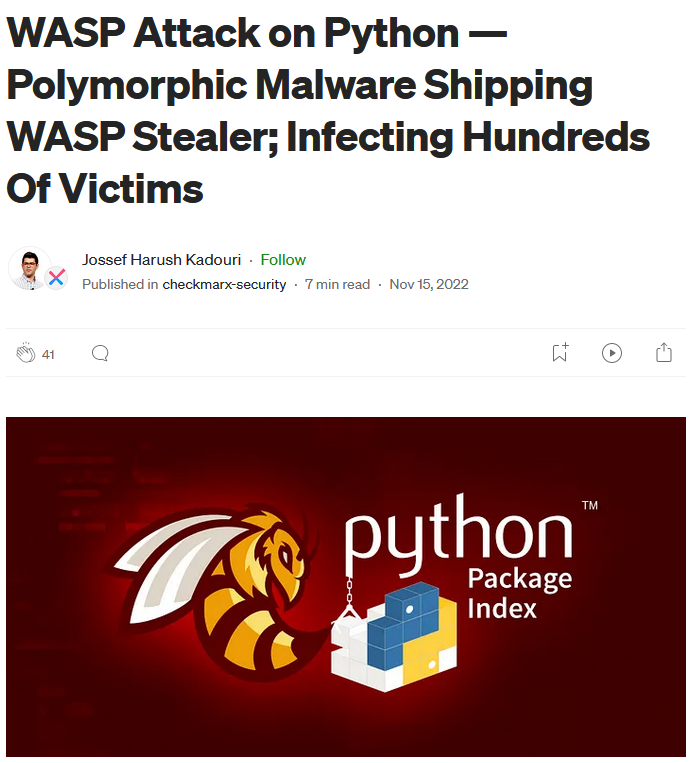 WASP Attack on Python —
Polymorphic Malware Shipping
WASP Stealer; Infecting Hundreds
Of Victims
Jossef Harush Kadouri · Follow
Published in checkmarx-security · 7 min read · Nov 15, 2022
41
python™
Package
Index